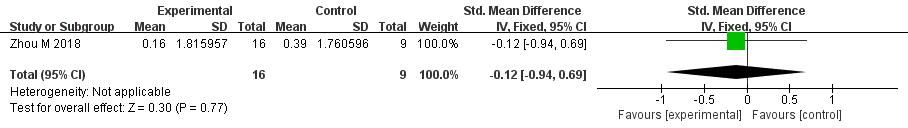 Experimental Control Std. Mean Difference Std. Mean Difference
Study or Subgroup Mean SD Total Mean SD Total Weight IV, Fixed, 95% CI IV, Fixed, 95% CI
Zhou M 2018 0.16 1.815957 16 0.39 1.760596 9 100.0% -0.12 [-0.94, 0.69]
Total (95% CI) 16 9 100.0% -0.12 [-0.94, 0.69]
Heterogeneity: Not applicable
Test for overall effect: Z = 0.30 (P = 0.77)
-1 -0.5 0 0.5 1
Favours [experimental] Favours [control]